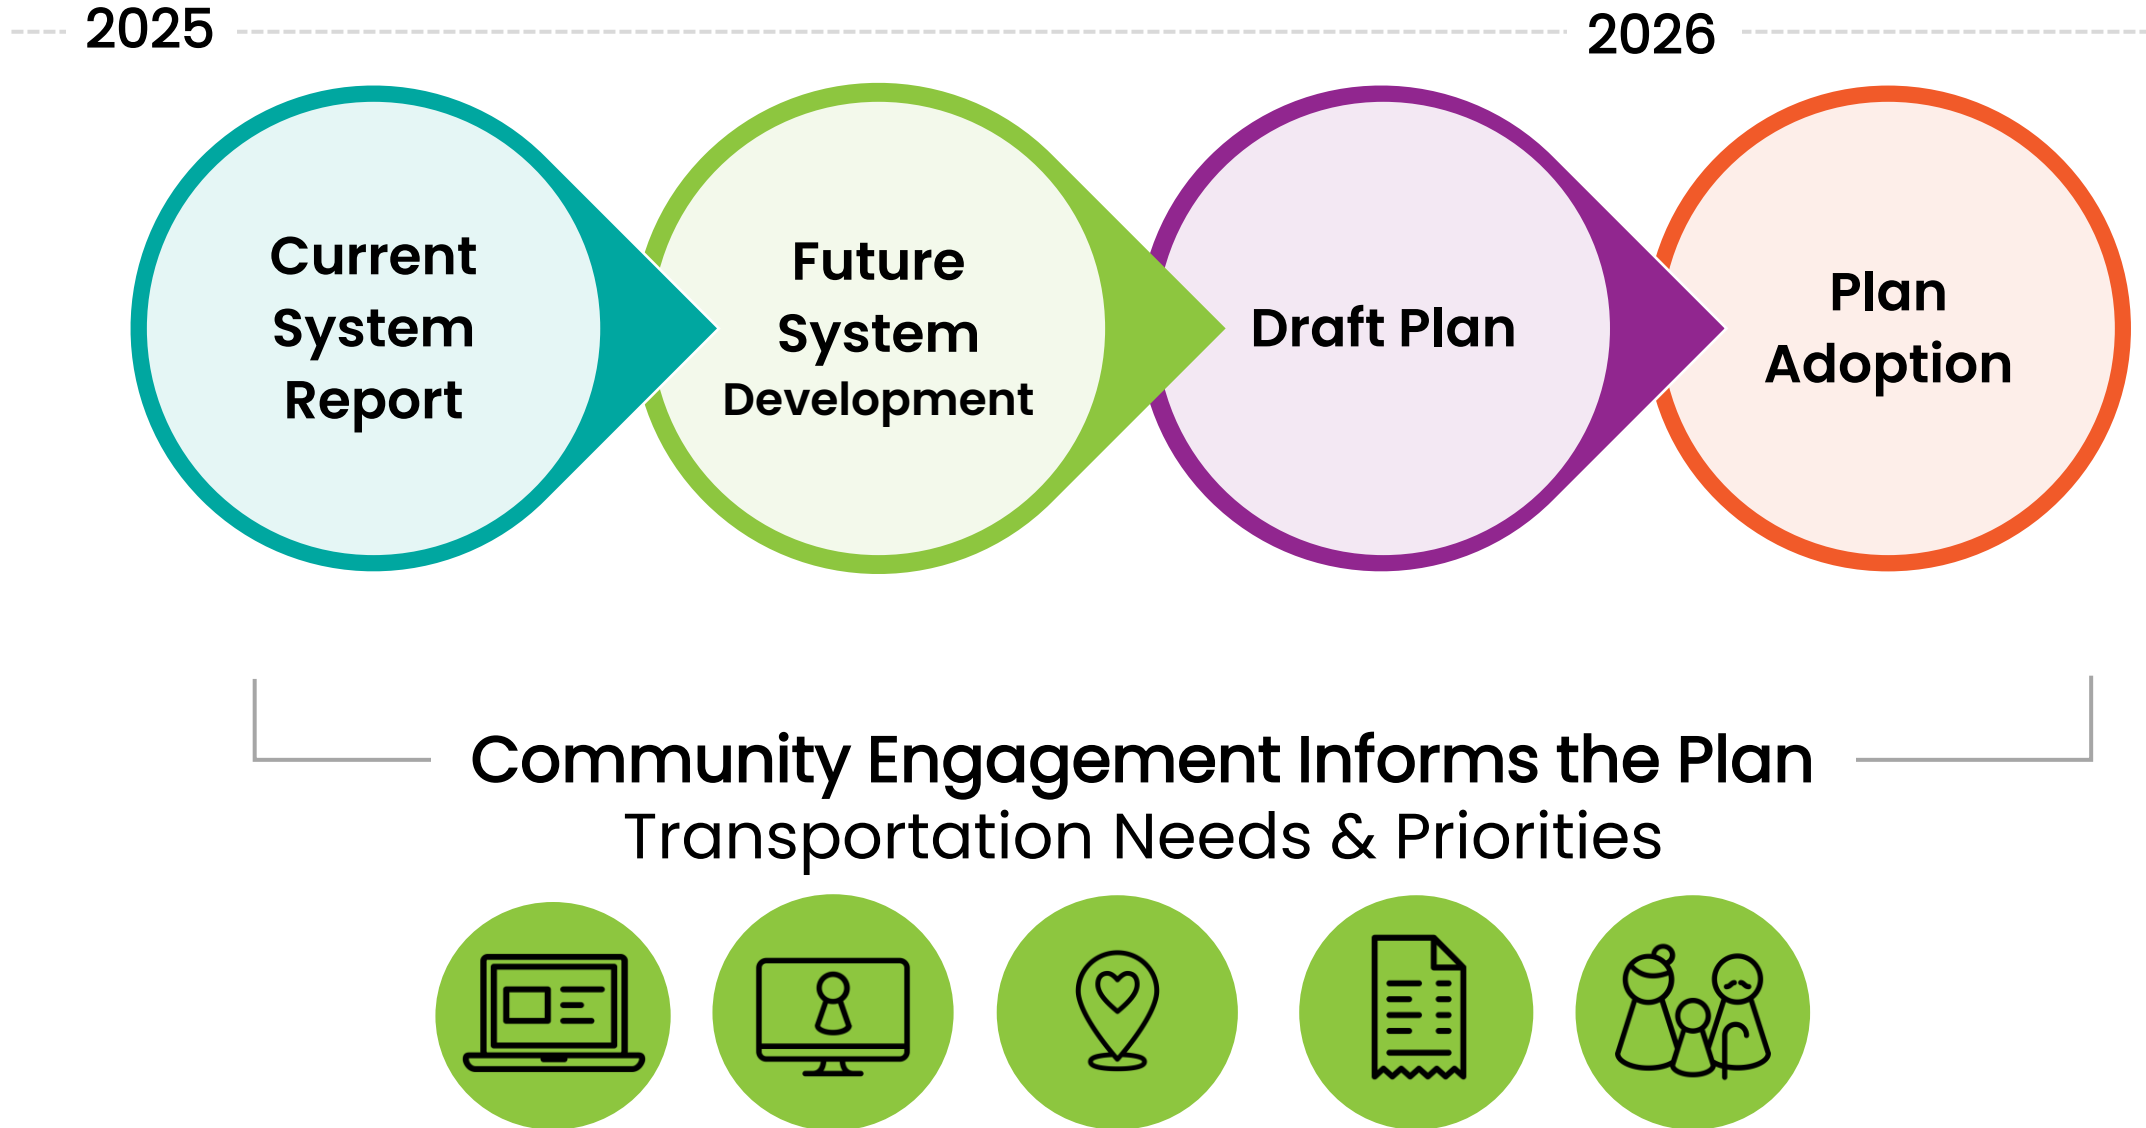 2025
2026
Current
System
Report
Future
System
Development
Draft Plan
Plan
Adoption
Community Engagement Informs the Plan
Transportation Needs & Priorities